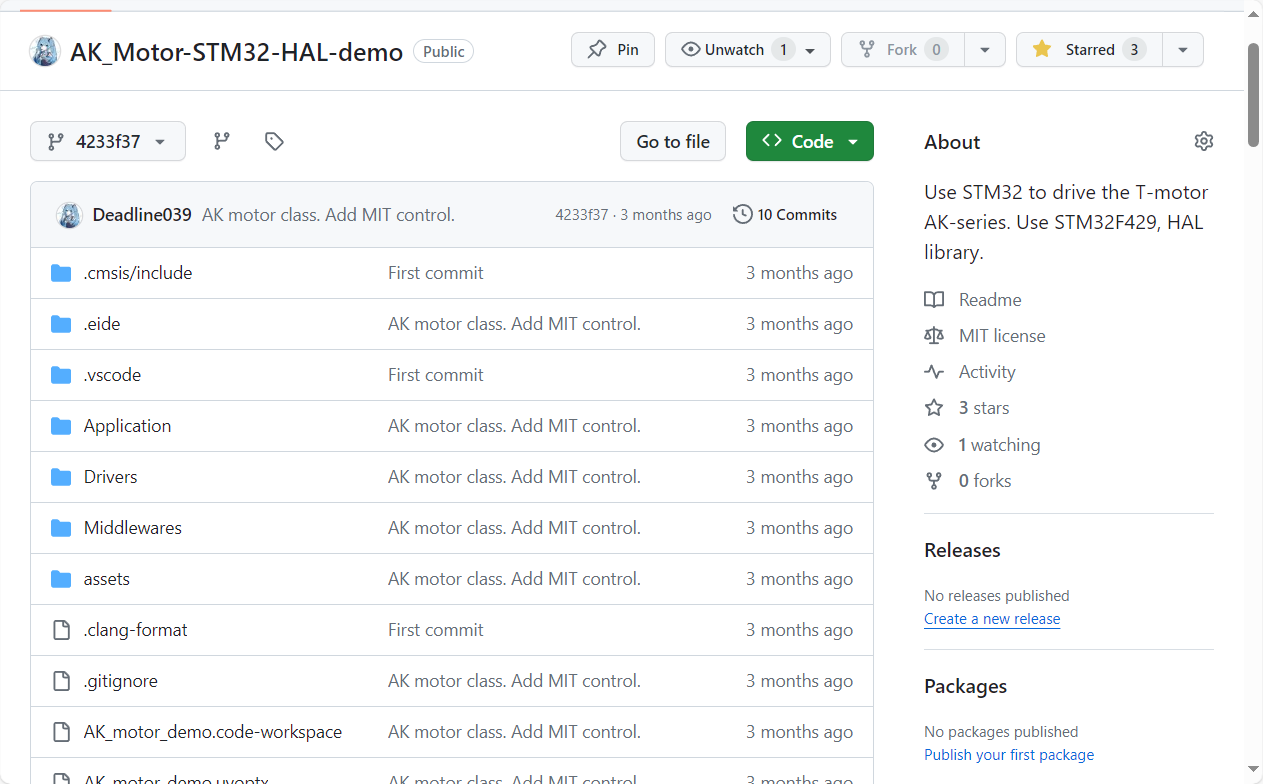 AK_Motor-STM32-HAL-demo Public Pin Unwatch 1 Fork 0 Starred 3
4233f37 Go to file Code
Deadline039 AK motor class. Add MIT control. 4233f37 · 3 months ago 10 Commits
.cmsis/include First commit 3 months ago
.eide AK motor class. Add MIT control. 3 months ago
.vscode First commit 3 months ago
Application AK motor class. Add MIT control. 3 months ago
Drivers AK motor class. Add MIT control. 3 months ago
Middlewares AK motor class. Add MIT control. 3 months ago
assets AK motor class. Add MIT control. 3 months ago
.clang-format First commit 3 months ago
.gitignore AK motor class. Add MIT control. 3 months ago
AK_motor_demo.code-workspace AK motor class. Add MIT control. 3 months ago
AK_motor_demo.uvoptx AK motor class. Add MIT control. 3 months ago
About
Use STM32 to drive the T-motor
AK-series. Use STM32F429, HAL
library.
Readme
MIT license
Activity
3 stars
1 watching
0 forks
Releases
No releases published
Create a new release
Packages
No packages published
Publish your first package